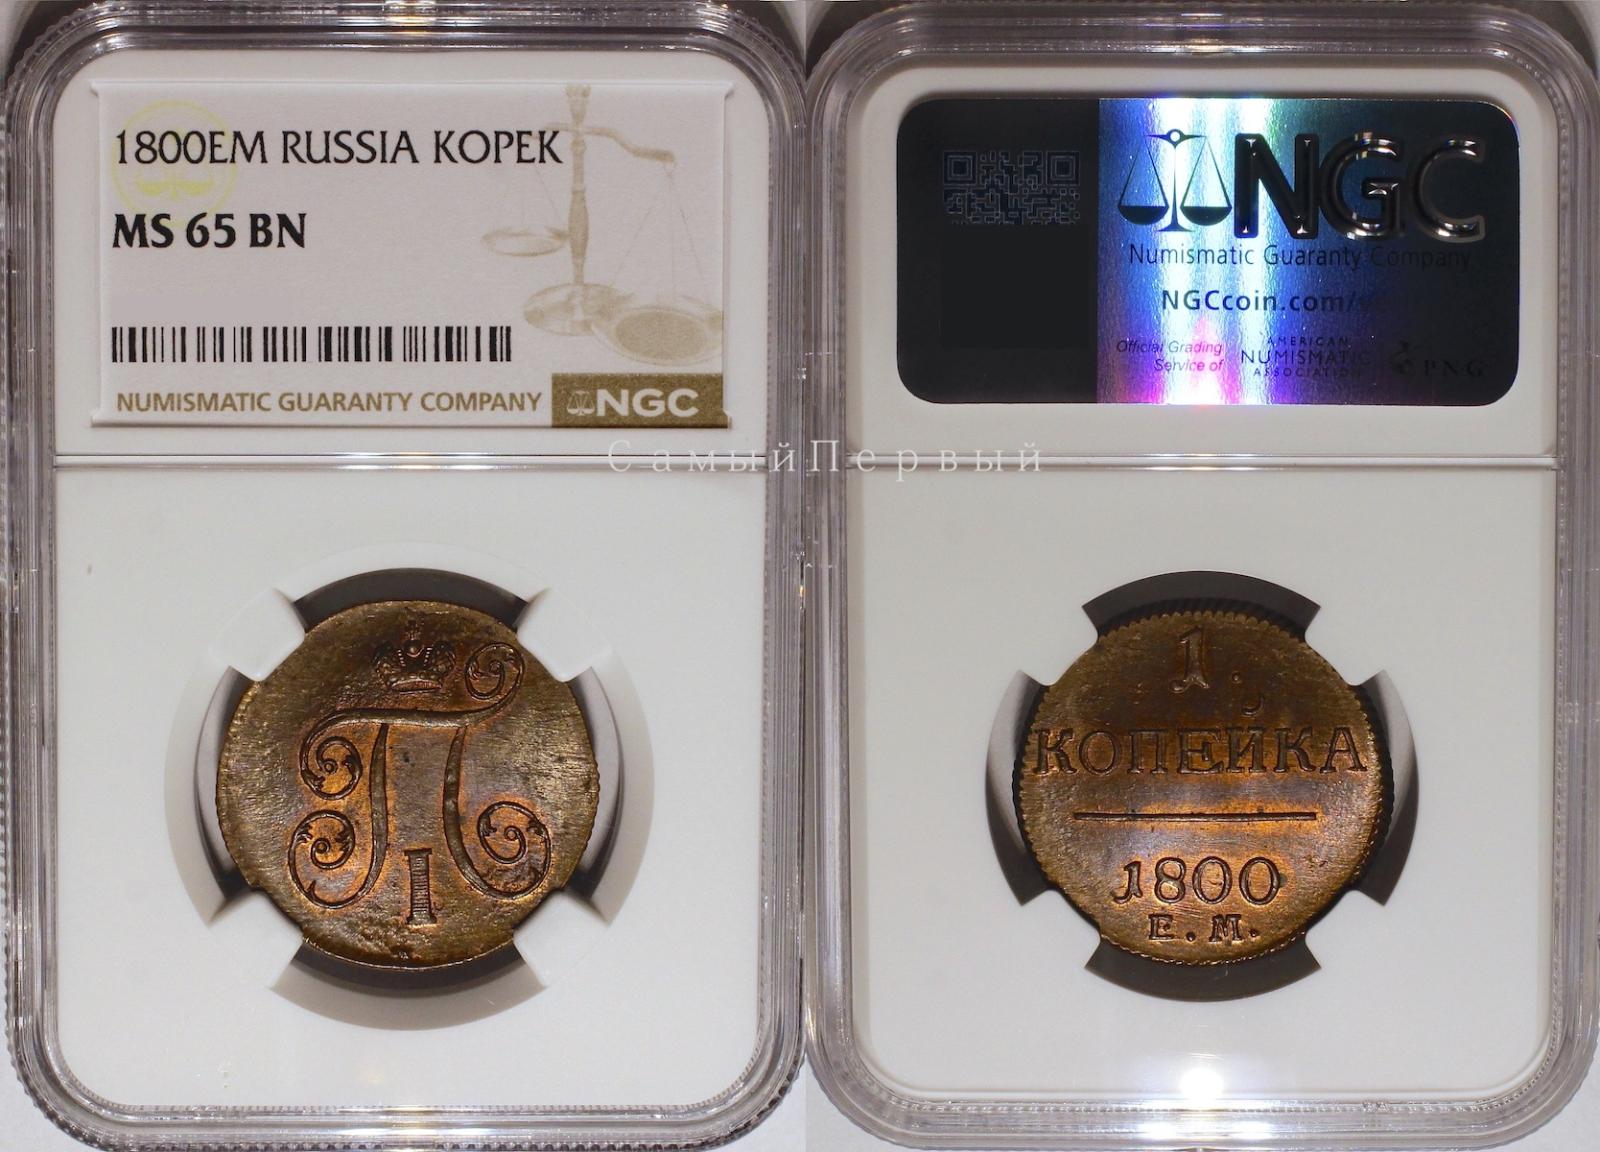 1800EM RUSSIA KOPEK
MS 65 BN
NUMISMATIC GUARANTY COMPANY NGC
NGC
Numismatic Guaranty Company
NGCcoin.com/
Official Grading
Service of
AMERICAN
NUMISMATIC
ASSOCIATION
PNG
СамыйПервый
П
I
1
КОПЕЙКА
1800
Е.М.